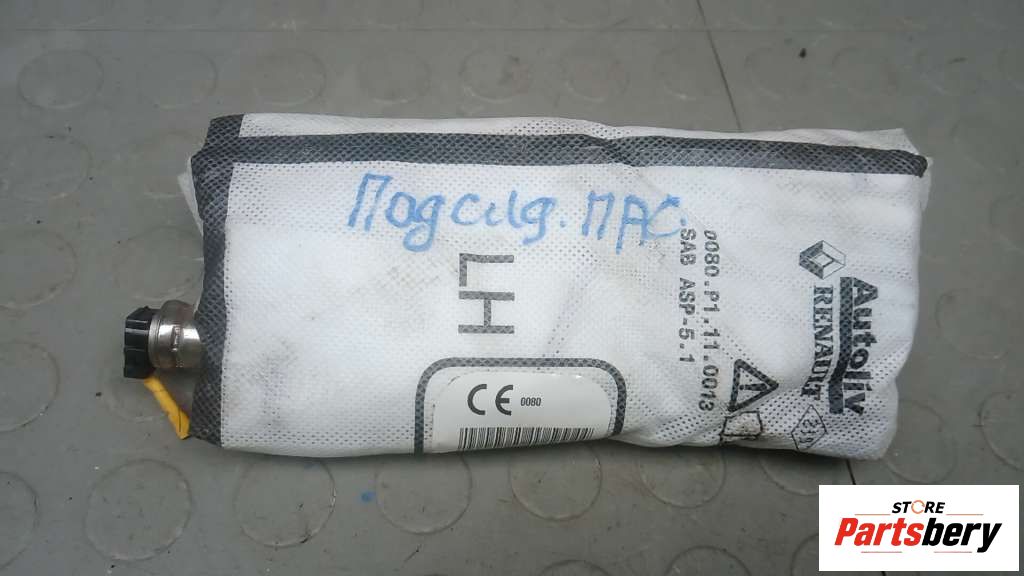 Подсид. ПАС.
LH
CE 0080
0080.P1.11.0013
SAB ASP-5.1
Autoliv
RENAULT
STORE
Partsbery